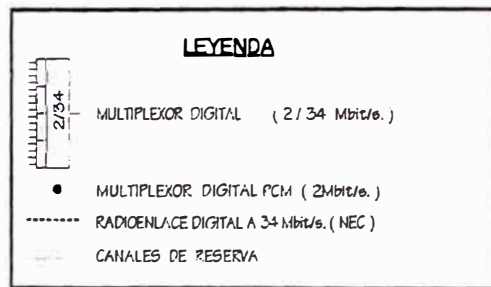 LEYENDA
2/34
MULTIPLEXOR DIGITAL ( 2/34 Mbit/s. )
MULTIPLEXOR DIGITAL PCM ( 2Mbit/s. )
RADIOENLACE DIGITAL A 34 Mbit/s. ( NEC )
CANALES DE RESERVA